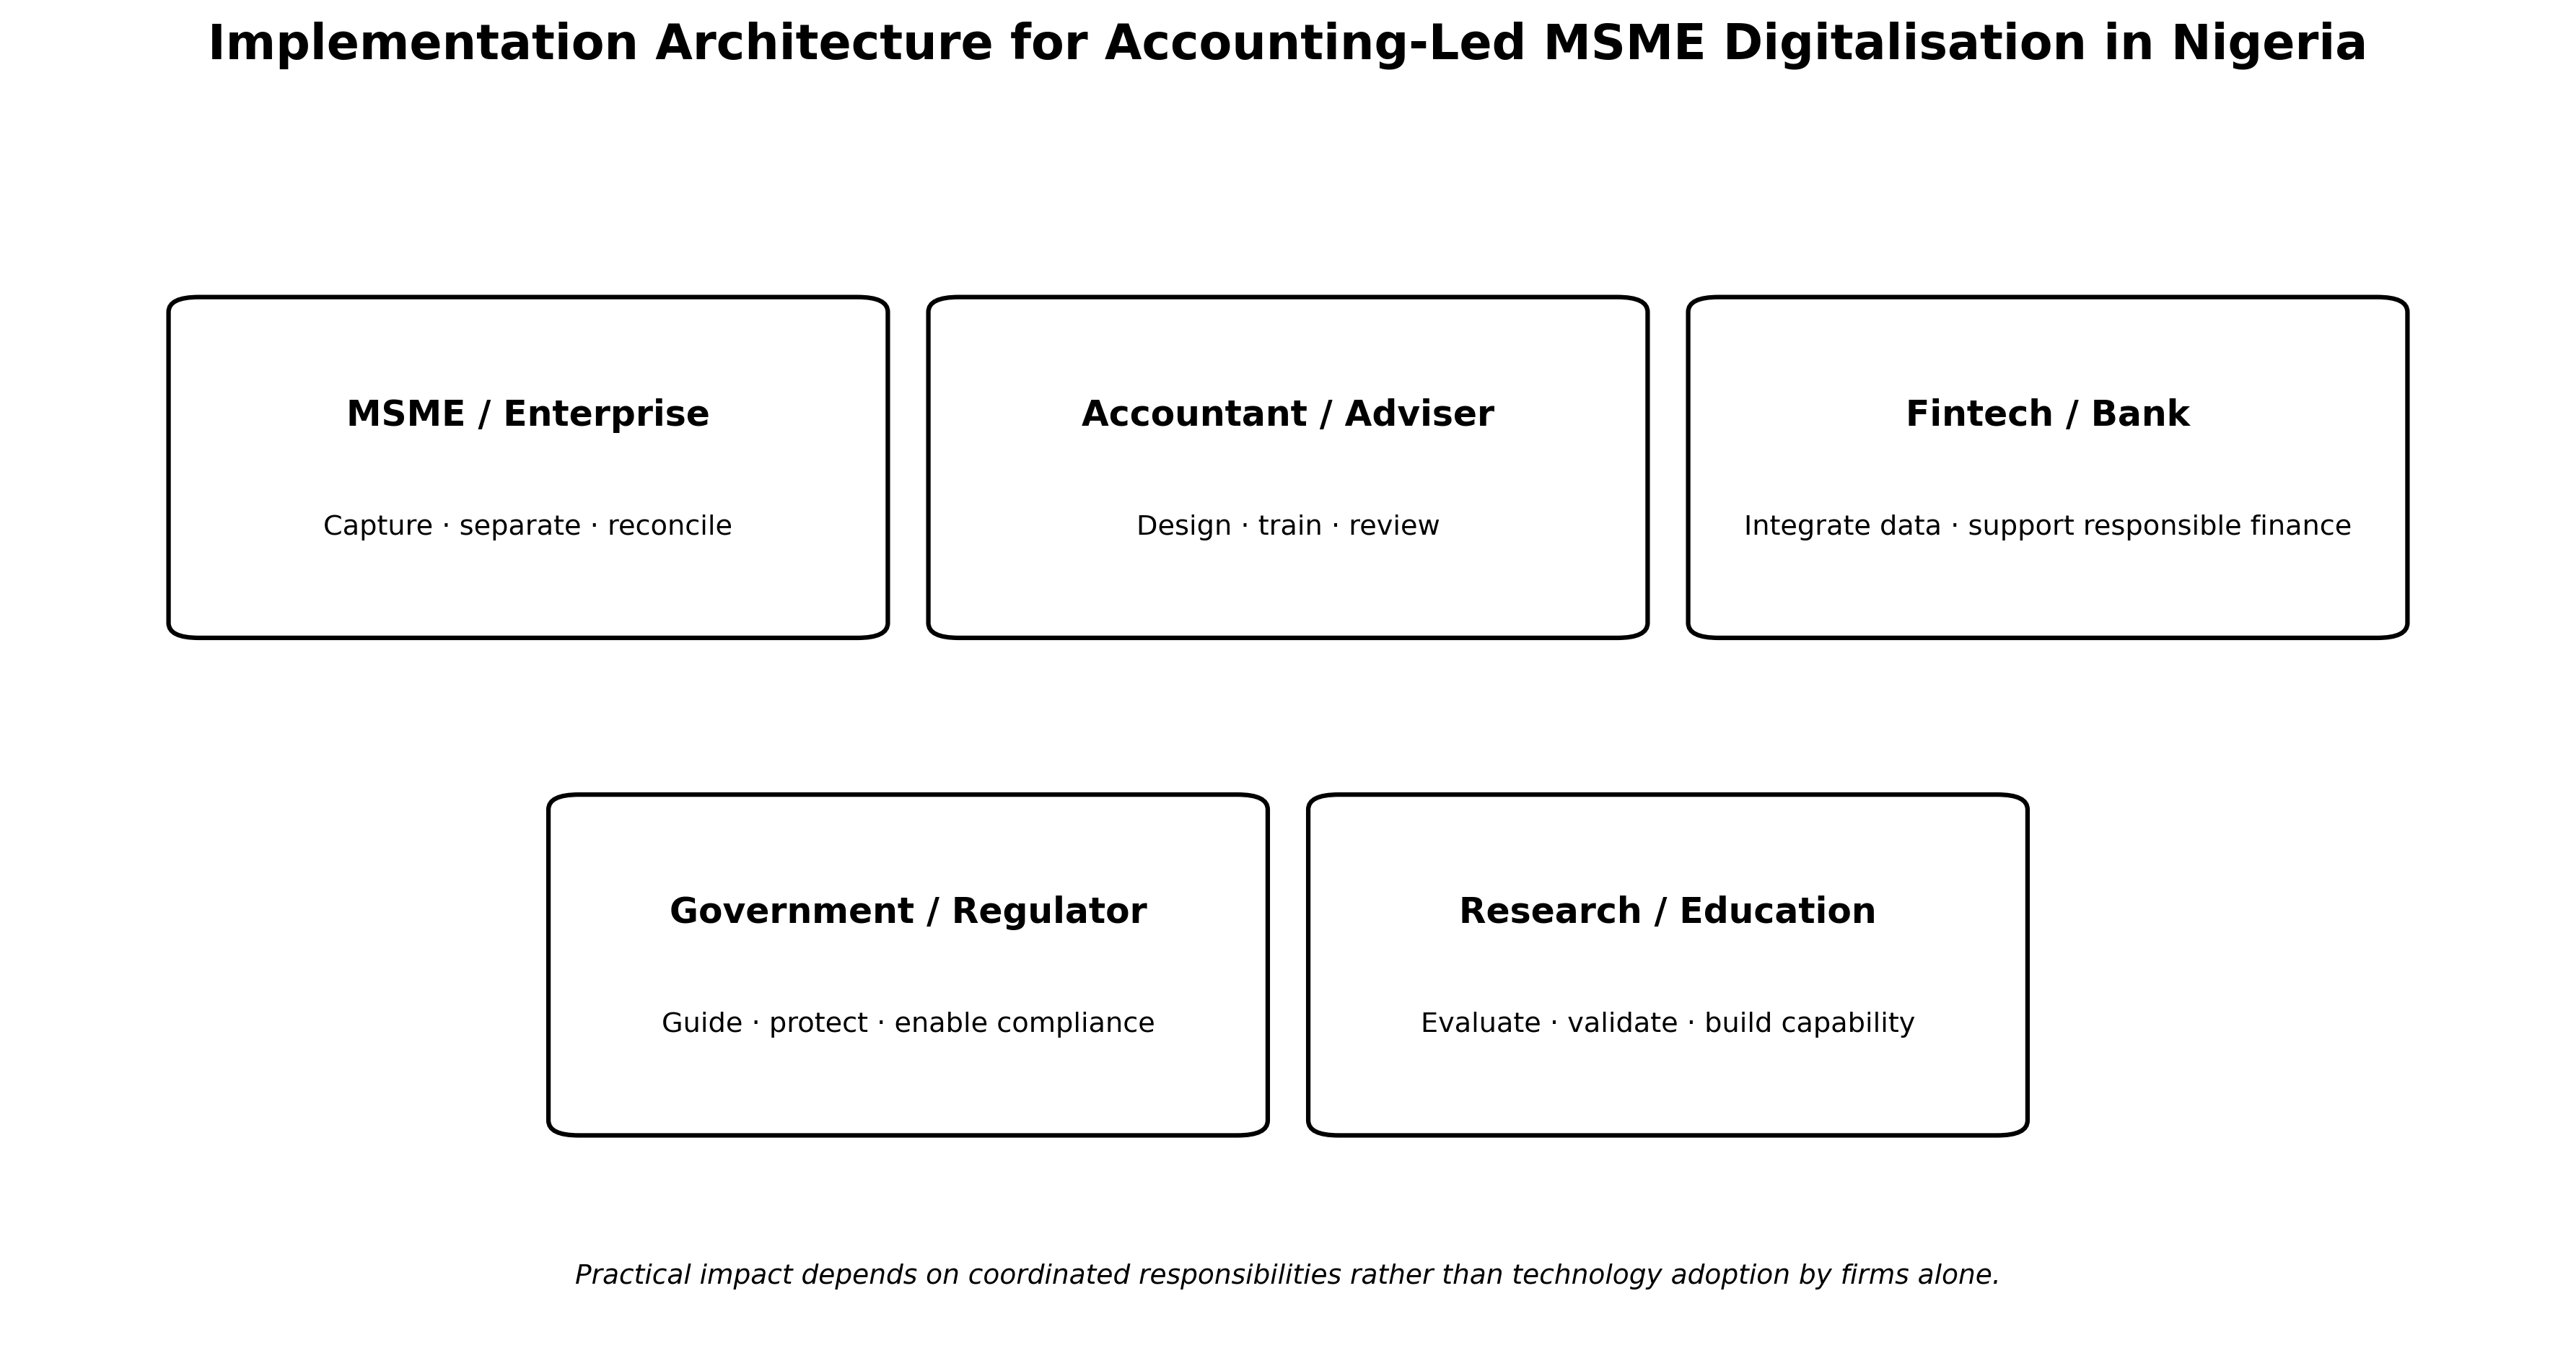 Implementation Architecture for Accounting-Led MSME Digitalisation in Nigeria
MSME / Enterprise
Capture · separate · reconcile
Accountant / Adviser
Design · train · review
Fintech / Bank
Integrate data · support responsible finance
Government / Regulator
Guide · protect · enable compliance
Research / Education
Evaluate · validate · build capability
Practical impact depends on coordinated responsibilities rather than technology adoption by firms alone.